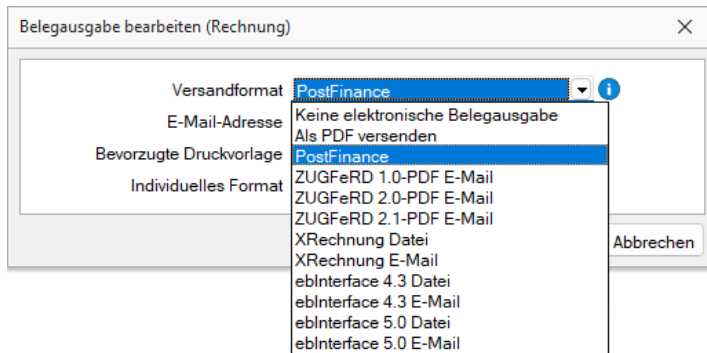 Belegausgabe bearbeiten (Rechnung)
Versandformat PostFinance
E-Mail-Adresse
Bevorzugte Druckvorlage
Individuelles Format
Keine elektronische Belegausgabe
Als PDF versenden
PostFinance
ZUGFeRD 1.0-PDF E-Mail
ZUGFeRD 2.0-PDF E-Mail
ZUGFeRD 2.1-PDF E-Mail
XRechnung Datei
XRechnung E-Mail
ebInterface 4.3 Datei
ebInterface 4.3 E-Mail
ebInterface 5.0 Datei
ebInterface 5.0 E-Mail
Abbrechen